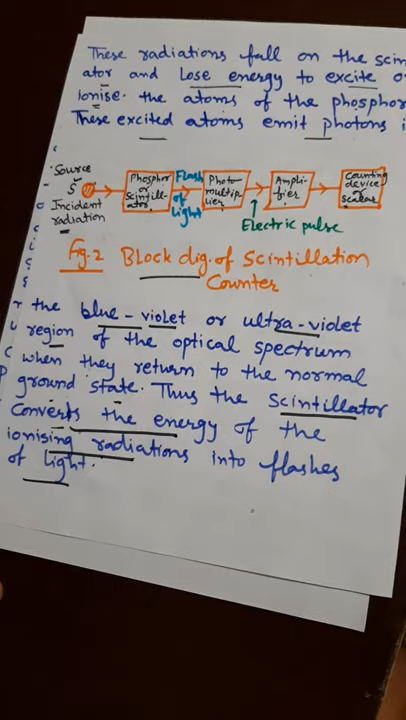 These radiations fall on the scin
ator and lose energy to excite o
ionise the atoms of the phosphor
These excited atoms emit photons i
Source
S
Incident
radiation
Phosphor
or
scintill-
ator
Flash
of
light
Photo
multip-
lier
Ampli-
fier
Counting
device
or
scaler
Electric pulse
Fig.2 Block dig. of Scintillation
Counter
the blue-violet or ultra-violet
region of the optical spectrum
when they return to the normal
ground state. Thus the Scintillator
Converts the energy of the
ionising radiations into flashes
of light.